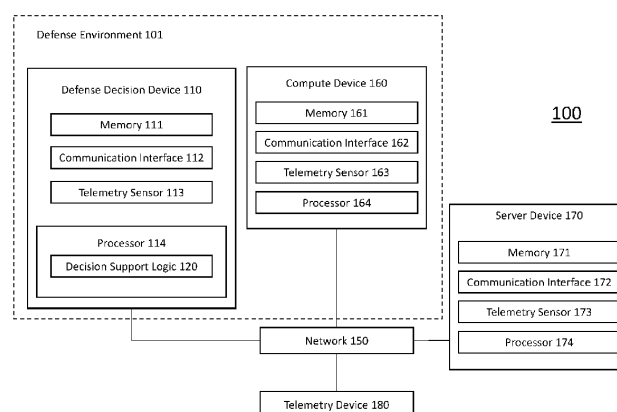 Defense Environment 101
Defense Decision Device 110
Memory 111
Communication Interface 112
Telemetry Sensor 113
Processor 114
Decision Support Logic 120
Compute Device 160
Memory 161
Communication Interface 162
Telemetry Sensor 163
Processor 164
100
Server Device 170
Memory 171
Communication Interface 172
Telemetry Sensor 173
Processor 174
Network 150
Telemetry Device 180